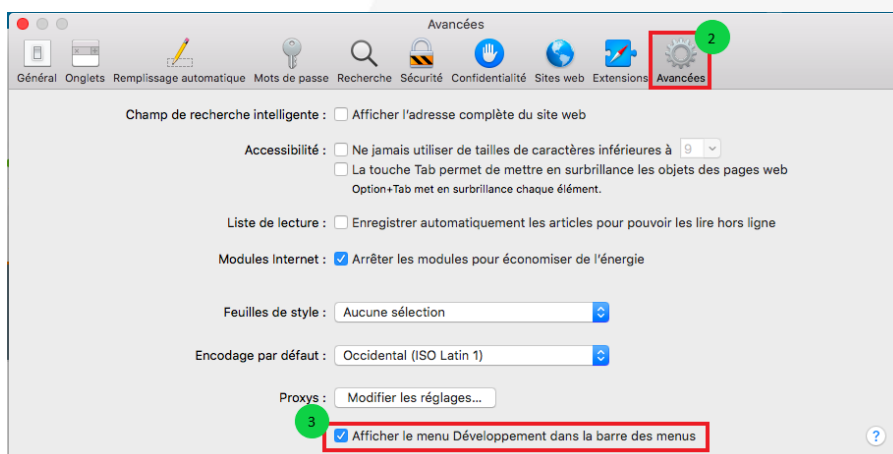 Avancées
2
Général Onglets Remplissage automatique Mots de passe Recherche Sécurité Confidentialité Sites web Extensions Avancées
Champ de recherche intelligente : Afficher l'adresse complète du site web
Accessibilité : Ne jamais utiliser de tailles de caractères inférieures à 9
La touche Tab permet de mettre en surbrillance les objets des pages web
Option+Tab met en surbrillance chaque élément.
Liste de lecture : Enregistrer automatiquement les articles pour pouvoir les lire hors ligne
Modules Internet : Arrêter les modules pour économiser de l'énergie
Feuilles de style : Aucune sélection
Encodage par défaut : Occidental (ISO Latin 1)
Proxys : Modifier les réglages...
3
Afficher le menu Développement dans la barre des menus ?